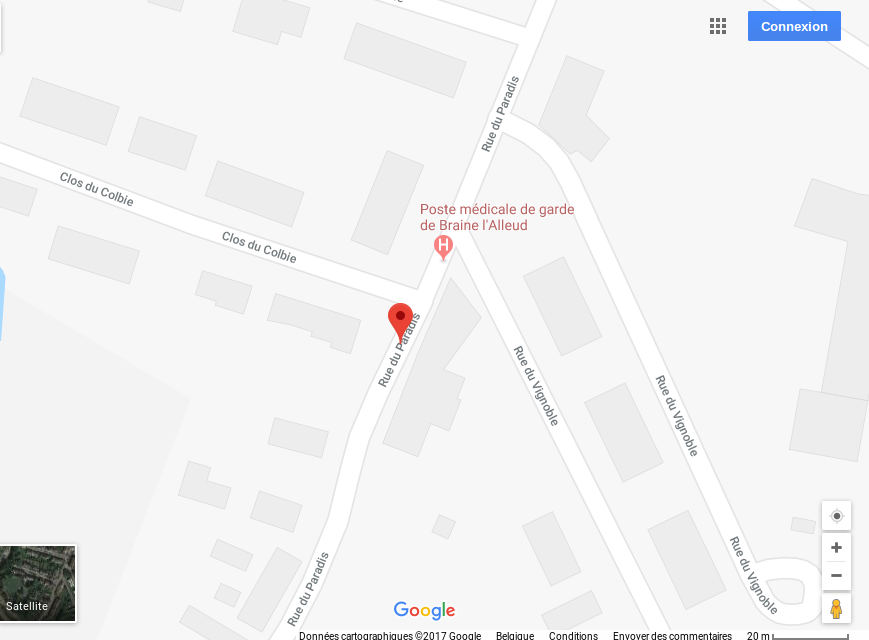 Connexion
Rue du Paradis
Clos du Colbie
Poste médicale de garde
de Braine l'Alleud
H
Clos du Colbie
Rue du Paradis
Rue du Vignoble
Rue du Vignoble
Rue du Paradis
Rue du Vignoble
Satellite
Google
Données cartographiques ©2017 Google Belgique Conditions Envoyer des commentaires 20 m